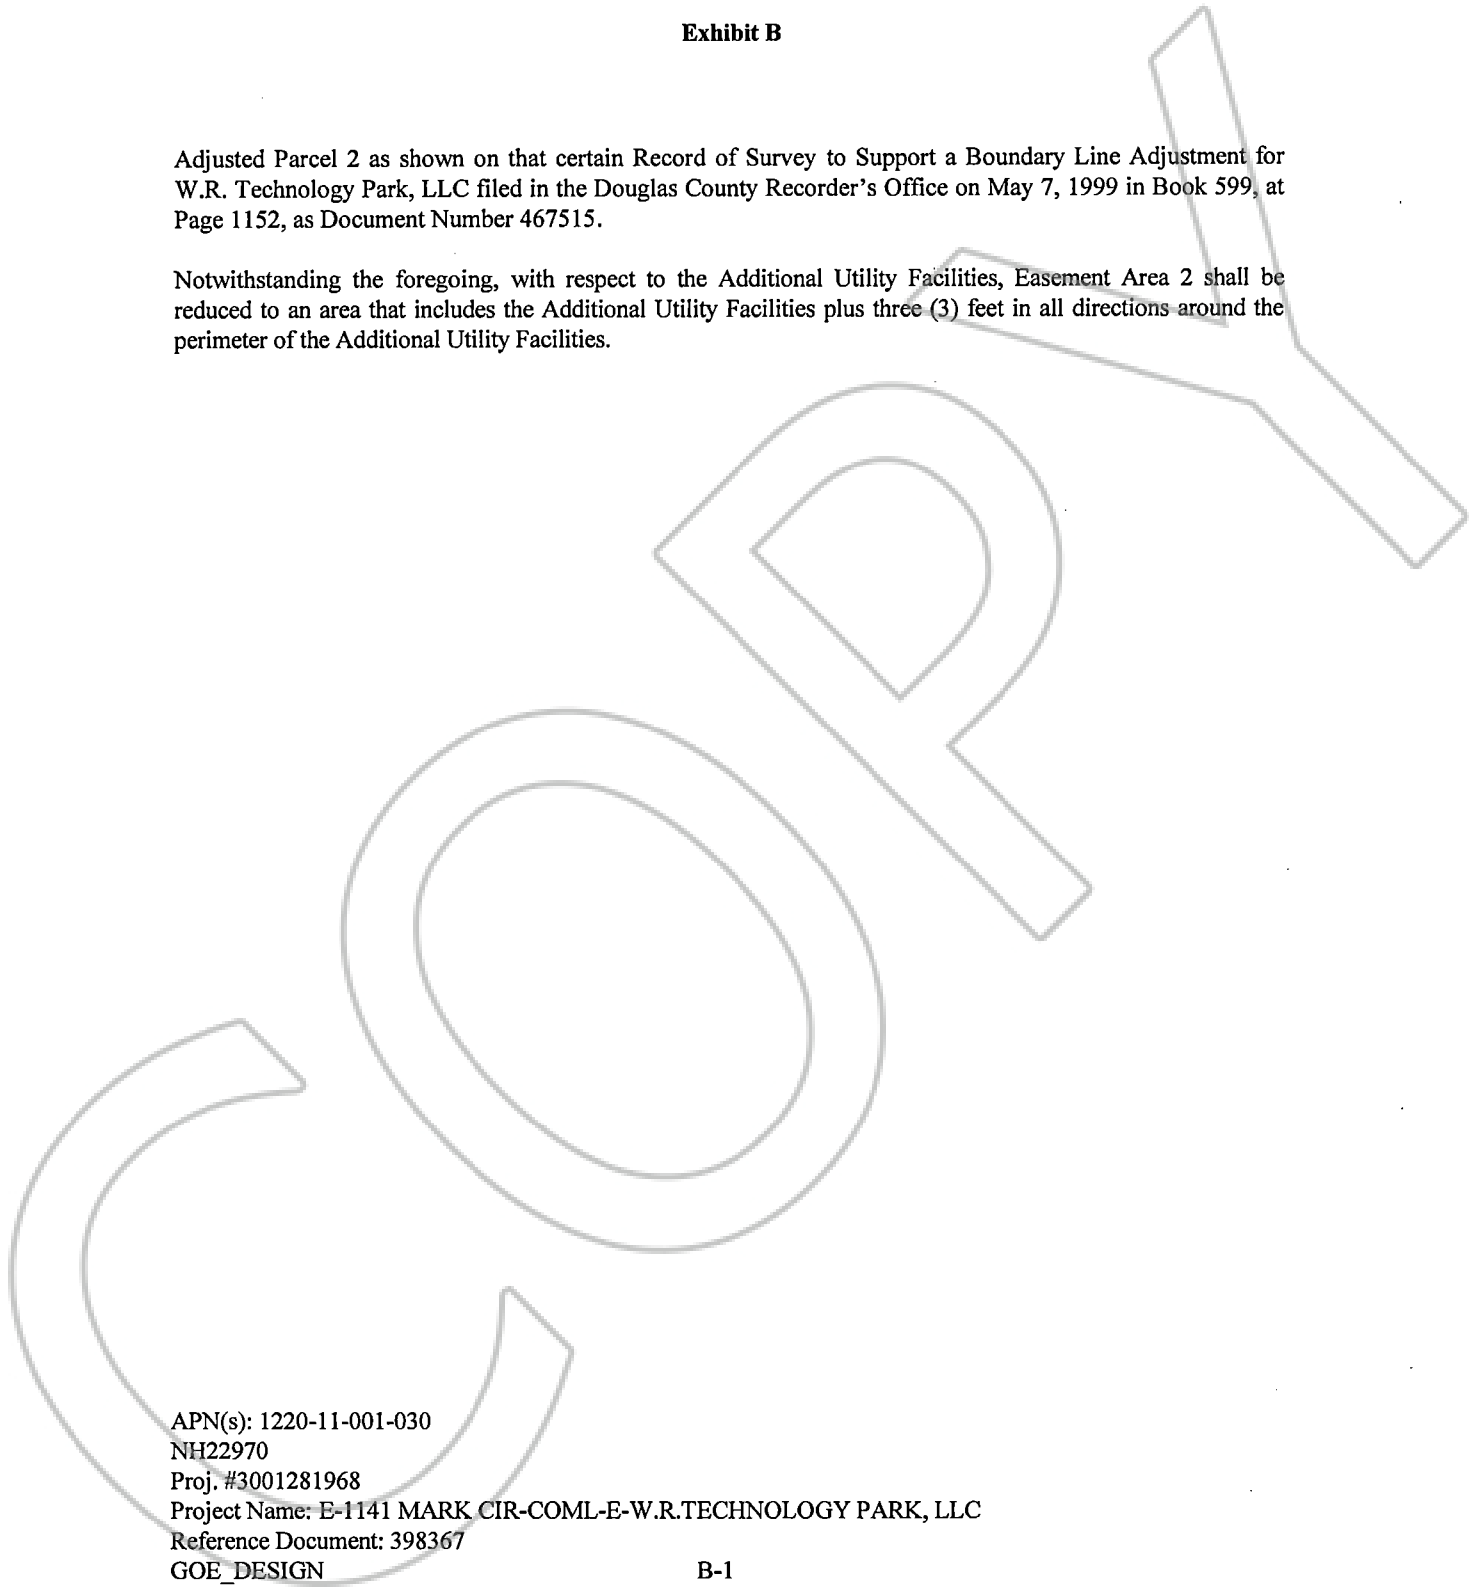 Exhibit B
Adjusted Parcel 2 as shown on that certain Record of Survey to Support a Boundary Line Adjustment for
W.R. Technology Park, LLC filed in the Douglas County Recorder's Office on May 7, 1999 in Book 599, at
Page 1152, as Document Number 467515.
Notwithstanding the foregoing, with respect to the Additional Utility Facilities, Easement Area 2 shall be
reduced to an area that includes the Additional Utility Facilities plus three (3) feet in all directions around the
perimeter of the Additional Utility Facilities.
COPY
APN(s): 1220-11-001-030
NH22970
Proj. #3001281968
Project Name: E-1141 MARK CIR-COML-E-W.R.TECHNOLOGY PARK, LLC
Reference Document: 398367
GOE_DESIGN B-1